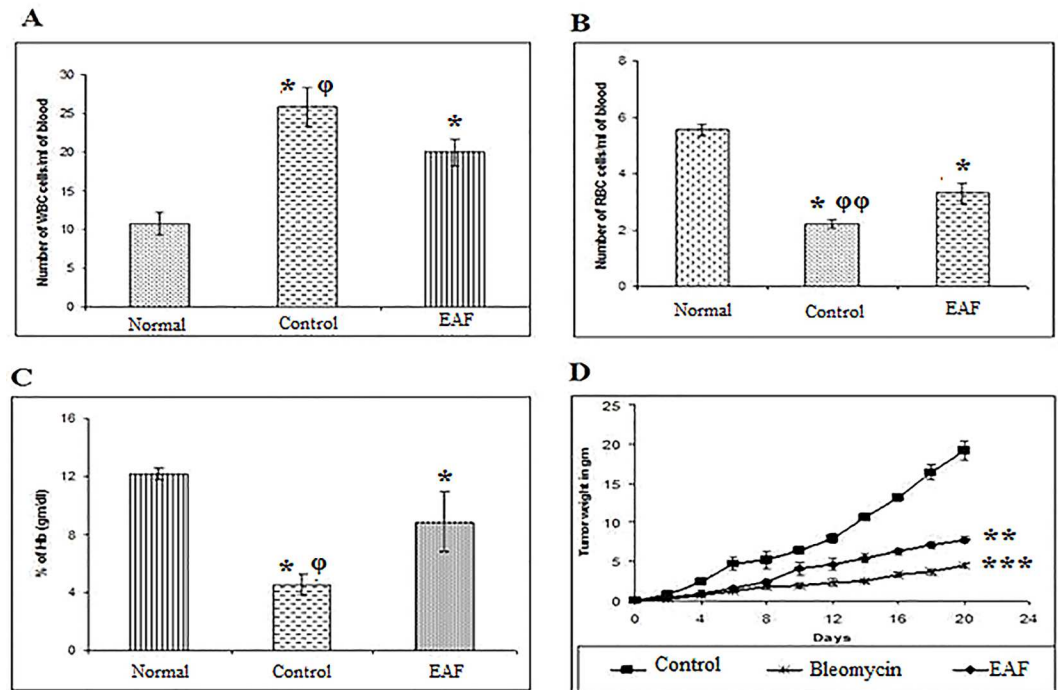 A
Number of WBC cells/ml of blood
30
25
20
15
10
5
0
* φ
*
Normal Control EAF
B
Number of RBC cells/ml of blood
8
6
4
2
0
* φφ
*
Normal Control EAF
C
% of Hb (gm/dl)
16
12
8
4
0
* φ
*
Normal Control EAF
D
Tumor weight in gm
25
20
15
10
5
0
**
***
0 4 8 12 16 20 24
Days
Control Bleomycin EAF